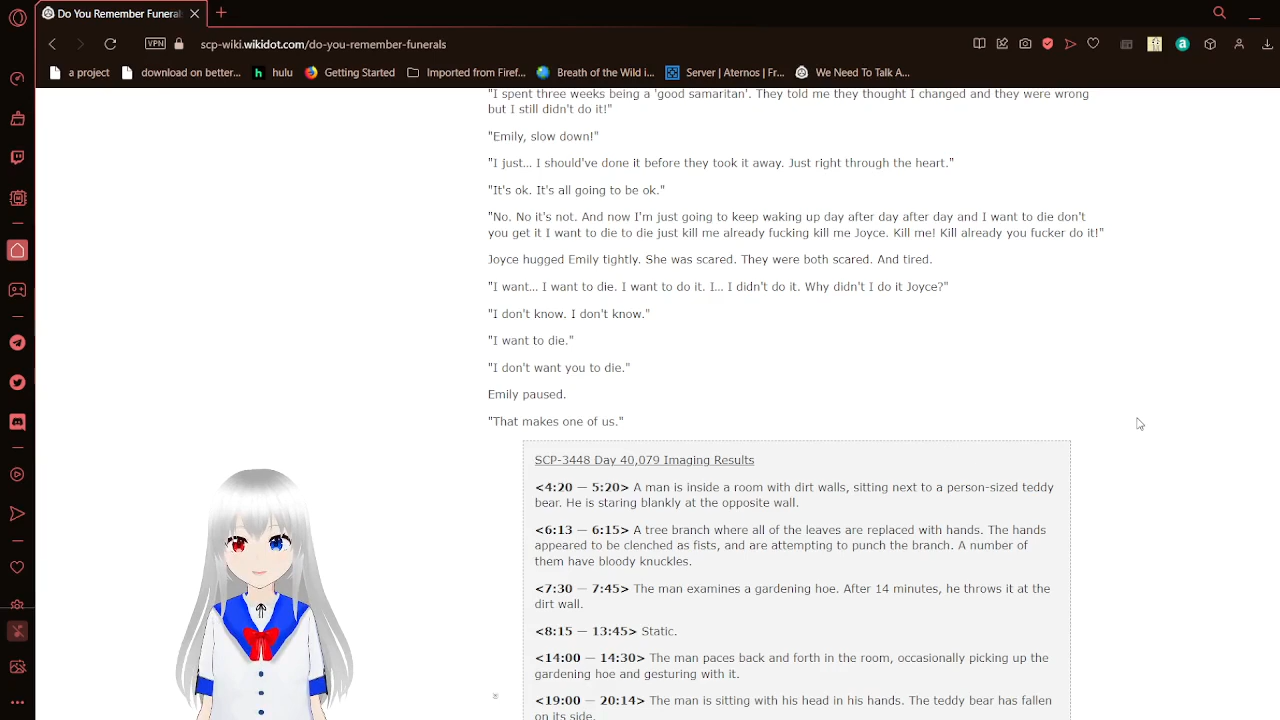 Do You Remember Funerals
VPN
scp-wiki.wikidot.com/do-you-remember-funerals
a project
download on better...
hulu
Getting Started
Imported from Firef...
Breath of the Wild i...
Server | Aternos | Fr...
We Need To Talk A...
"I spent three weeks being a 'good samaritan'. They told me they thought I changed and they were wrong
but I still didn't do it!"
"Emily, slow down!"
"I just... I should've done it before they took it away. Just right through the heart."
"It's ok. It's all going to be ok."
"No. No it's not. And now I'm just going to keep waking up day after day after day and I want to die don't
you get it I want to die to die just kill me already fucking kill me Joyce. Kill me! Kill already you fucker do it!"
Joyce hugged Emily tightly. She was scared. They were both scared. And tired.
"I want... I want to die. I want to do it. I... I didn't do it. Why didn't I do it Joyce?"
"I don't know. I don't know."
"I want to die."
"I don't want you to die."
Emily paused.
"That makes one of us."
SCP-3448 Day 40,079 Imaging Results
<4:20 — 5:20> A man is inside a room with dirt walls, sitting next to a person-sized teddy
bear. He is staring blankly at the opposite wall.
<6:13 — 6:15> A tree branch where all of the leaves are replaced with hands. The hands
appeared to be clenched as fists, and are attempting to punch the branch. A number of
them have bloody knuckles.
<7:30 — 7:45> The man examines a gardening hoe. After 14 minutes, he throws it at the
dirt wall.
<8:15 — 13:45> Static.
<14:00 — 14:30> The man paces back and forth in the room, occasionally picking up the
gardening hoe and gesturing with it.
<19:00 — 20:14> The man is sitting with his head in his hands. The teddy bear has fallen
on its side.